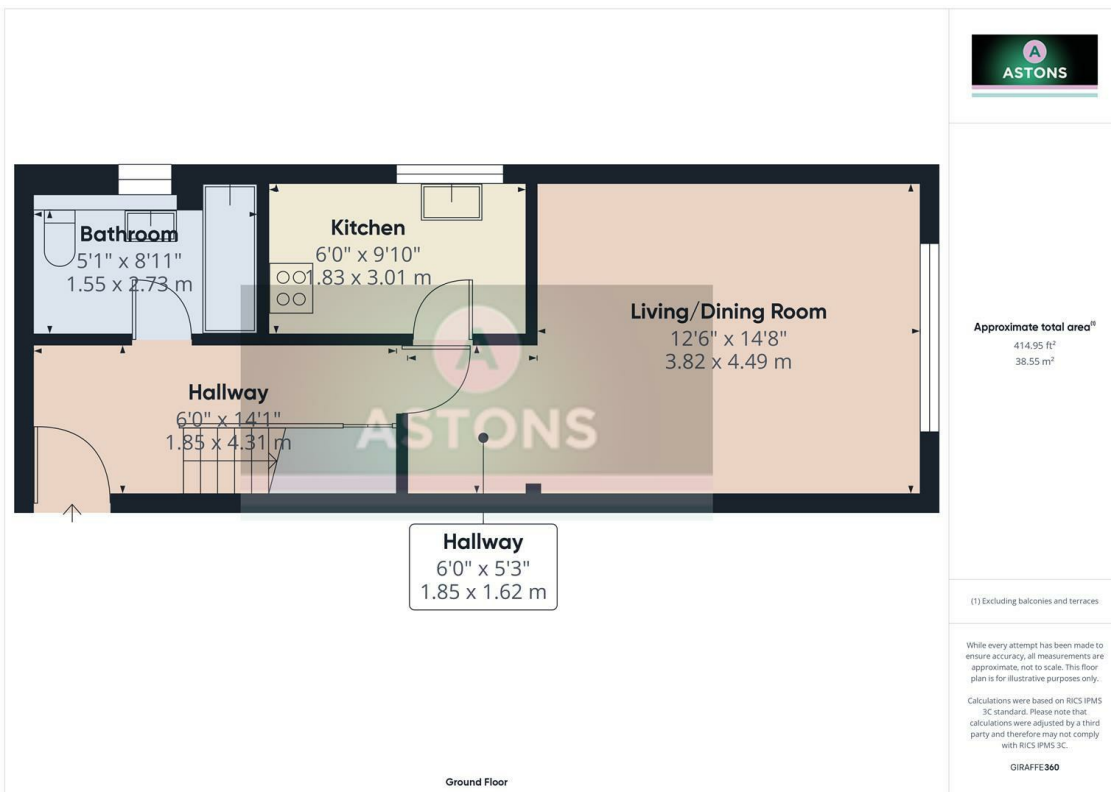 A
ASTONS
Bathroom
5'1" x 8'11"
1.55 x 2.73 m
Kitchen
6'0" x 9'10"
1.83 x 3.01 m
Living/Dining Room
12'6" x 14'8"
3.82 x 4.49 m
Hallway
6'0" x 14'1"
1.85 x 4.31 m
A
ASTONS
Hallway
6'0" x 5'3"
1.85 x 1.62 m
Ground Floor
Approximate total area(1)
414.95 ft²
38.55 m²
(1) Excluding balconies and terraces
While every attempt has been made to
ensure accuracy, all measurements are
approximate, not to scale. This floor
plan is for illustrative purposes only.
Calculations were based on RICS IPMS
3C standard. Please note that
calculations were adjusted by a third
party and therefore may not comply
with RICS IPMS 3C.
GIRAFFE360